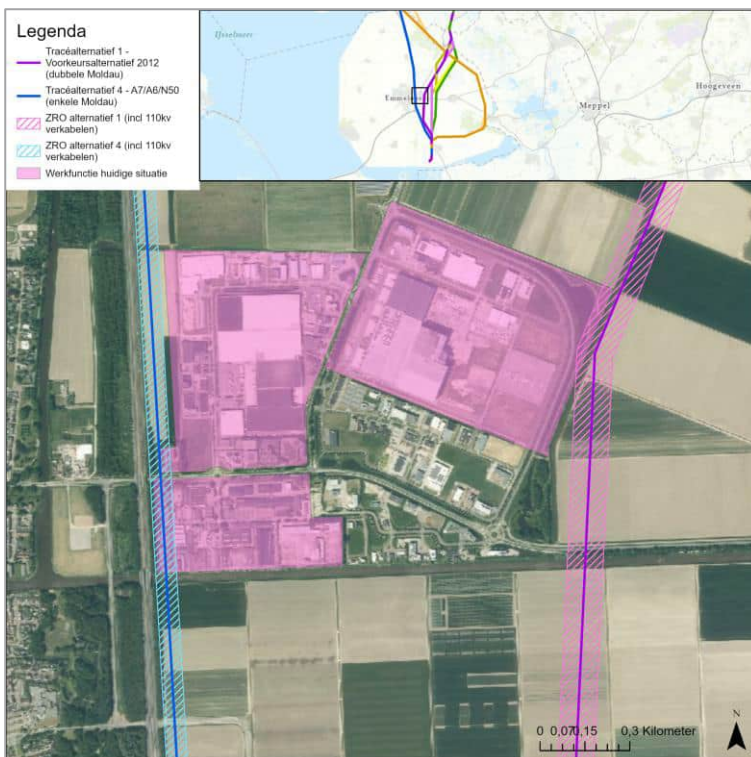 Legenda
Tracéalternatief 1 -
Voorkeursalternatief 2012
(dubbele Moldau)
Tracéalternatief 4 - A7/A6/N50
(enkele Moldau)
ZRO alternatief 1 (incl 110kv
verkabelen)
ZRO alternatief 4 (incl 110kv
verkabelen)
Werkfunctie huidige situatie
IJsselmeer
Hoogeveen
Meppel
N
0 0,07 0,15 0,3 Kilometer